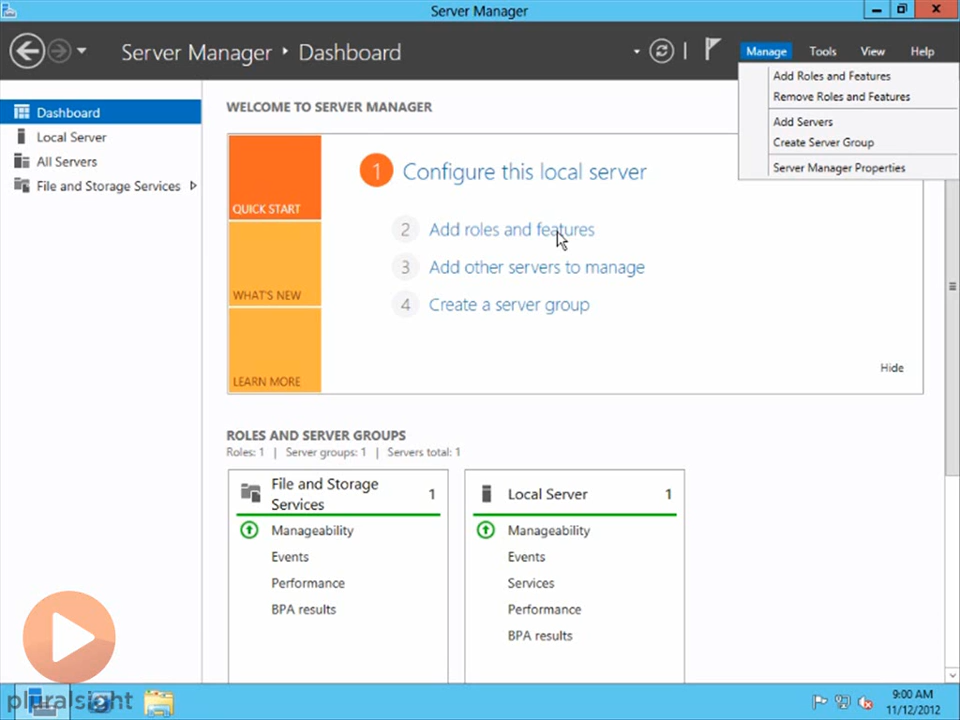 Server Manager
Server Manager ‣ Dashboard
Manage
Tools
View
Help
Add Roles and Features
Remove Roles and Features
Add Servers
Create Server Group
Server Manager Properties
Dashboard
Local Server
All Servers
File and Storage Services
WELCOME TO SERVER MANAGER
QUICK START
WHAT'S NEW
LEARN MORE
1 Configure this local server
2 Add roles and features
3 Add other servers to manage
4 Create a server group
Hide
ROLES AND SERVER GROUPS
Roles: 1 | Server groups: 1 | Servers total: 1
File and Storage
Services
1
Manageability
Events
Performance
BPA results
Local Server 1
Manageability
Events
Services
Performance
BPA results
pluralsight
9:00 AM
11/12/2012